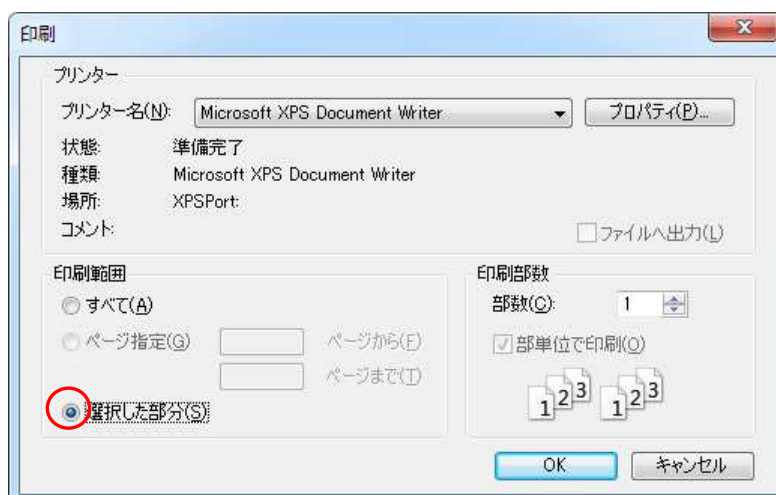 印刷
プリンター
プリンター名(N): Microsoft XPS Document Writer プロパティ(P)...
状態: 準備完了
種類: Microsoft XPS Document Writer
場所: XPSPort:
コメント: ファイルへ出力(L)
印刷範囲
すべて(A)
ページ指定(G) ページから(F)
ページまで(T)
選択した部分(S)
印刷部数
部数(C): 1
部単位で印刷(O)
1 2 3 1 2 3
OK キャンセル